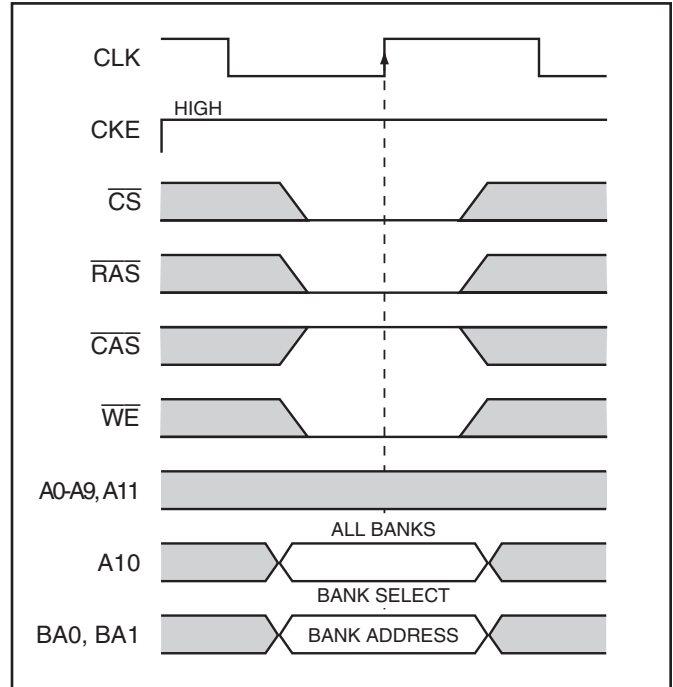 CLK
HIGH
CKE
CS
RAS
CAS
WE
A0-A9, A11
ALL BANKS
A10
BANK SELECT
BA0, BA1 BANK ADDRESS